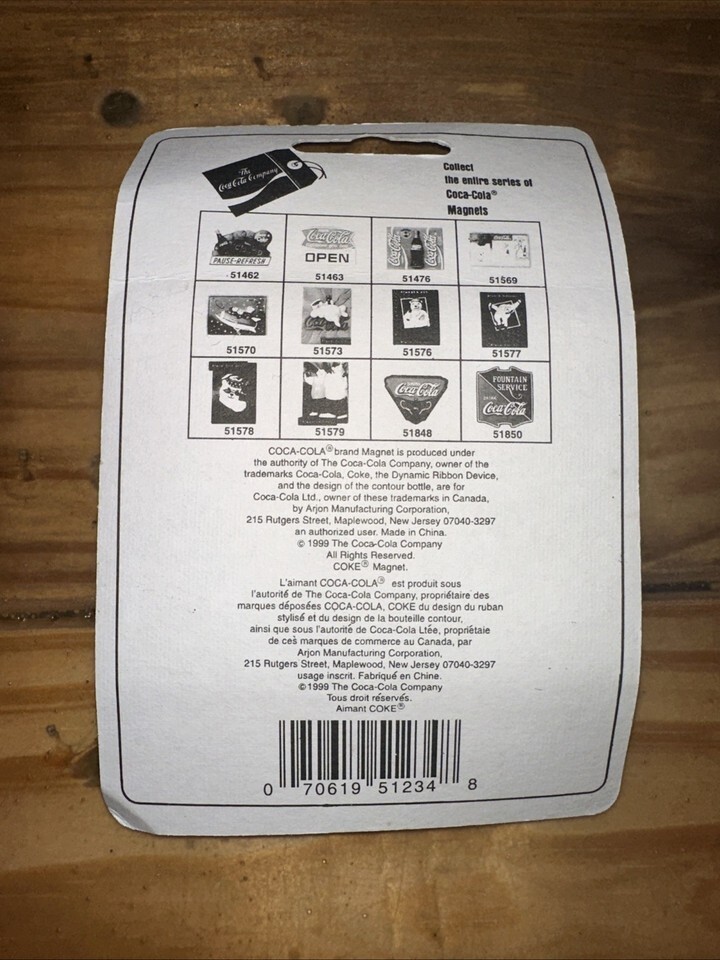 The
Coca-Cola Company
Collect
the entire series of
Coca-Cola®
Magnets
PAUSE-REFRESH
Coca-Cola
OPEN
Coca-Cola
Coca-Cola
51462
51463
51476
51569
51570
51573
51576
51577
Coca-Cola
FOUNTAIN
SERVICE
DRINK
Coca-Cola
51578
51579
51848
51850
COCA-COLA® brand Magnet is produced under
the authority of The Coca-Cola Company, owner of the
trademarks Coca-Cola, Coke, the Dynamic Ribbon Device,
and the design of the contour bottle, are for
Coca-Cola Ltd., owner of these trademarks in Canada,
by Arjon Manufacturing Corporation,
215 Rutgers Street, Maplewood, New Jersey 07040-3297
an authorized user. Made in China.
© 1999 The Coca-Cola Company
All Rights Reserved.
COKE® Magnet.
L'aimant COCA-COLA® est produit sous
l'autorité de The Coca-Cola Company, propriétaire des
marques déposées COCA-COLA, COKE du design du ruban
stylisé et du design de la bouteille contour,
ainsi que sous l'autorité de Coca-Cola Ltée, propriétaie
de ces marques de commerce au Canada, par
Arjon Manufacturing Corporation,
215 Rutgers Street, Maplewood, New Jersey 07040-3297
usage inscrit. Fabriqué en Chine.
© 1999 The Coca-Cola Company
Tous droit réservés.
Aimant COKE®
0 70619 51234 8